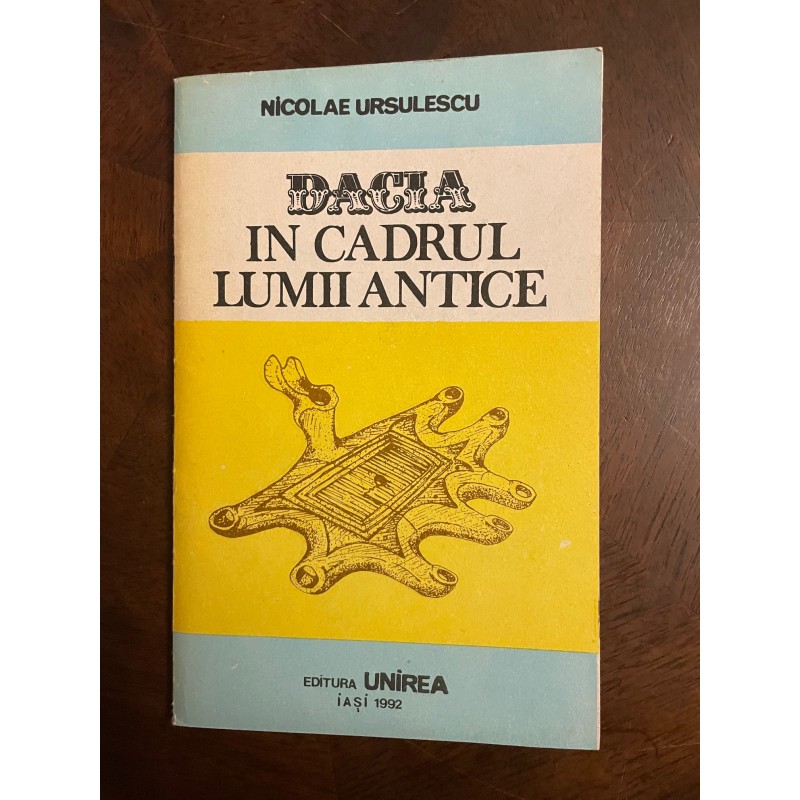 NiCOLAE URSULESCU
DACIA
IN CADRUL
LUMII ANTICE
EDITURA UNiREA
iAȘi 1992